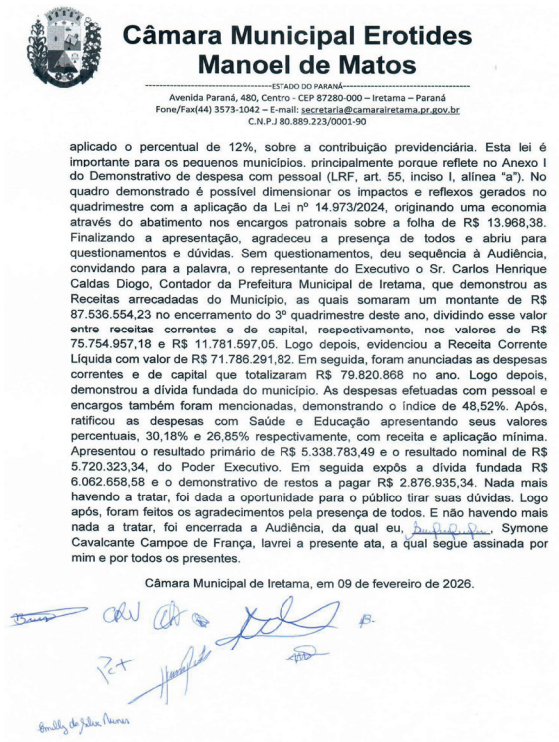 Câmara Municipal Erotides
Manoel de Matos
--------------------------------ESTADO DO PARANÁ--------------------------------
Avenida Paraná, 480, Centro - CEP 87280-000 – Iretama – Paraná
Fone/Fax(44) 3573-1042 – E-mail: secretaria@camarairetama.pr.gov.br
C.N.P.J 80.889.223/0001-90
aplicado o percentual de 12%, sobre a contribuição previdenciária. Esta lei é
importante para os pequenos municípios, principalmente porque reflete no Anexo I
do Demonstrativo de despesa com pessoal (LRF, art. 55, inciso I, alínea "a"). No
quadro demonstrado é possível dimensionar os impactos e reflexos gerados no
quadrimestre com a aplicação da Lei nº 14.973/2024, originando uma economia
através do abatimento nos encargos patronais sobre a folha de R$ 13.968,38.
Finalizando a apresentação, agradeceu a presença de todos e abriu para
questionamentos e dúvidas. Sem questionamentos, deu sequência à Audiência,
convidando para a palavra, o representante do Executivo o Sr. Carlos Henrique
Caldas Diogo, Contador da Prefeitura Municipal de Iretama, que demonstrou as
Receitas arrecadadas do Município, as quais somaram um montante de R$
87.536.554,23 no encerramento do 3º quadrimestre deste ano, dividindo esse valor
entre receitas correntes e de capital, respectivamente, nos valores de R$
75.754.957,18 e R$ 11.781.597,05. Logo depois, evidenciou a Receita Corrente
Líquida com valor de R$ 71.786.291,82. Em seguida, foram anunciadas as despesas
correntes e de capital que totalizaram R$ 79.820.868 no ano. Logo depois,
demonstrou a dívida fundada do município. As despesas efetuadas com pessoal e
encargos também foram mencionadas, demonstrando o índice de 48,52%. Após,
ratificou as despesas com Saúde e Educação apresentando seus valores
percentuais, 30,18% e 26,85% respectivamente, com receita e aplicação mínima.
Apresentou o resultado primário de R$ 5.338.783,49 e o resultado nominal de R$
5.720.323,34, do Poder Executivo. Em seguida expôs a dívida fundada R$
6.062.658,58 e o demonstrativo de restos a pagar R$ 2.876.935,34. Nada mais
havendo a tratar, foi dada a oportunidade para o público tirar suas dúvidas. Logo
após, foram feitos os agradecimentos pela presença de todos. E não havendo mais
nada a tratar, foi encerrada a Audiência, da qual eu, , Symone
Cavalcante Campoe de França, lavrei a presente ata, a qual segue assinada por
mim e por todos os presentes.
Câmara Municipal de Iretama, em 09 de fevereiro de 2026.
Emilly da Silva Nunes